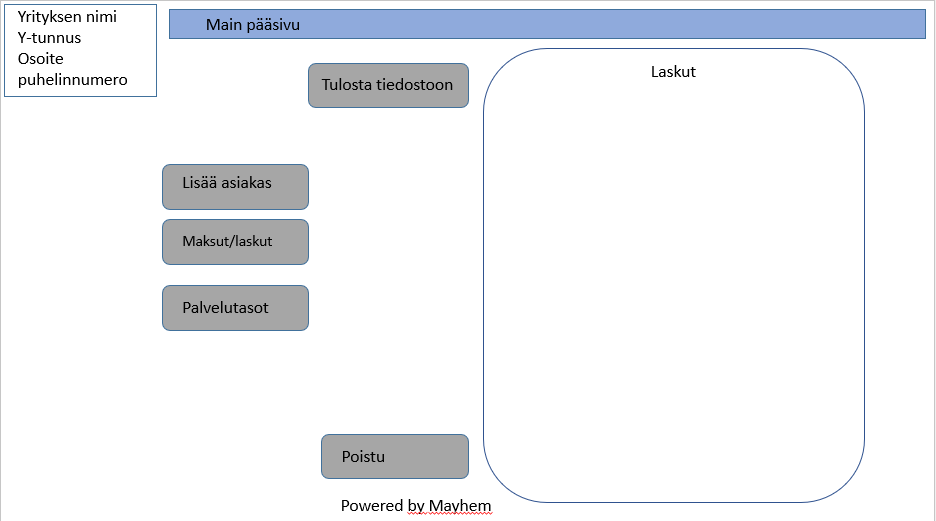 Yrityksen nimi
Y-tunnus
Osoite
puhelinnumero
Main pääsivu
Tulosta tiedostoon
Laskut
Lisää asiakas
Maksut/laskut
Palvelutasot
Poistu
Powered by Mayhem